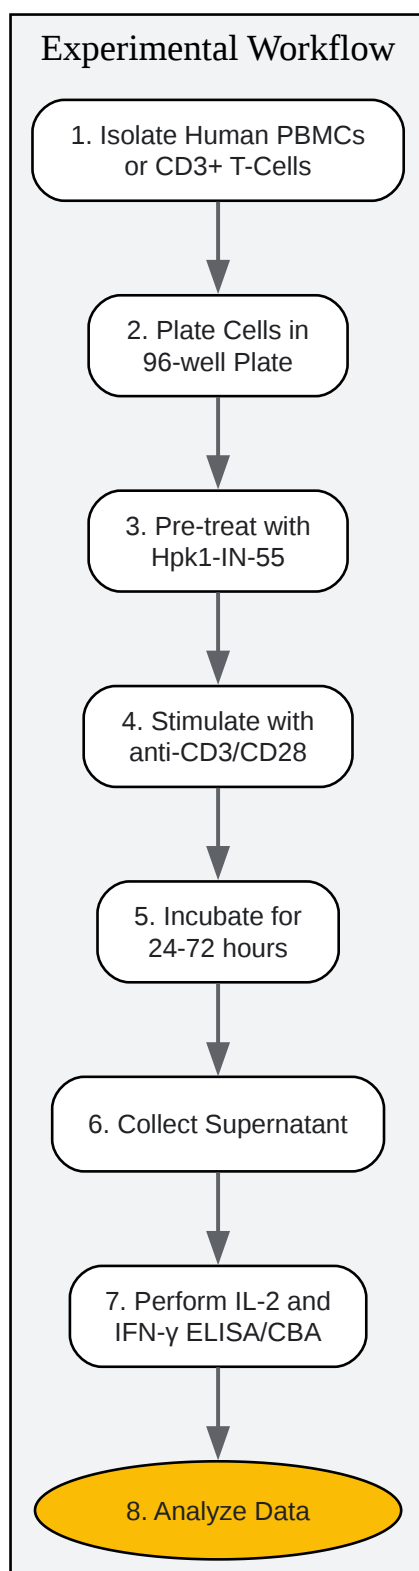 Experimental Workflow
1. Isolate Human PBMCs
or CD3+ T-Cells
2. Plate Cells in
96-well Plate
3. Pre-treat with
Hpk1-IN-55
4. Stimulate with
anti-CD3/CD28
5. Incubate for
24-72 hours
6. Collect Supernatant
7. Perform IL-2 and
IFN-γ ELISA/CBA
8. Analyze Data